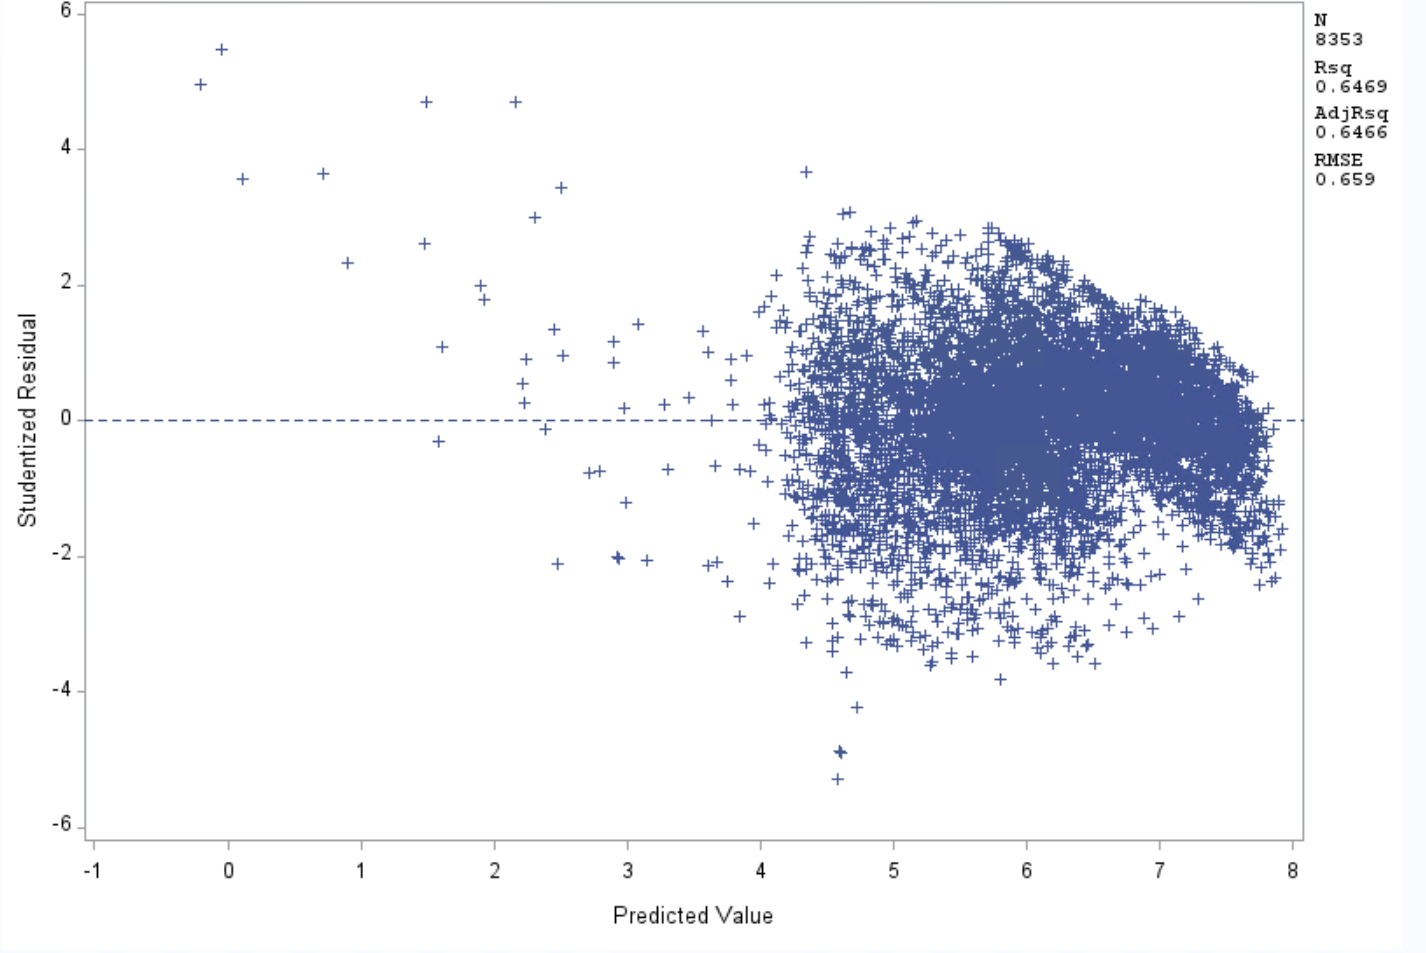 6
4
2
0
-2
-4
-6
Studentized Residual
-1 0 1 2 3 4 5 6 7 8
Predicted Value
N
8353
Rsq
0.6469
AdjRsq
0.6466
RMSE
0.659